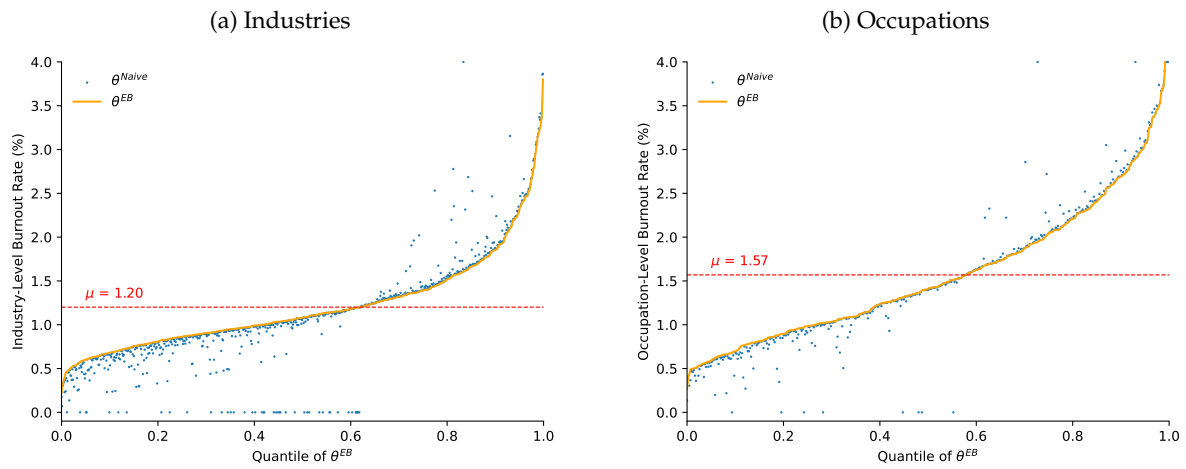 (a) Industries
4.0
3.5
3.0
2.5
2.0
1.5
1.0
0.5
0.0
Industry-Level Burnout Rate (%)
θ^Naive
θ^EB
μ = 1.20
0.0 0.2 0.4 0.6 0.8 1.0
Quantile of θ^EB
(b) Occupations
4.0
3.5
3.0
2.5
2.0
1.5
1.0
0.5
0.0
Occupation-Level Burnout Rate (%)
θ^Naive
θ^EB
μ = 1.57
0.0 0.2 0.4 0.6 0.8 1.0
Quantile of θ^EB